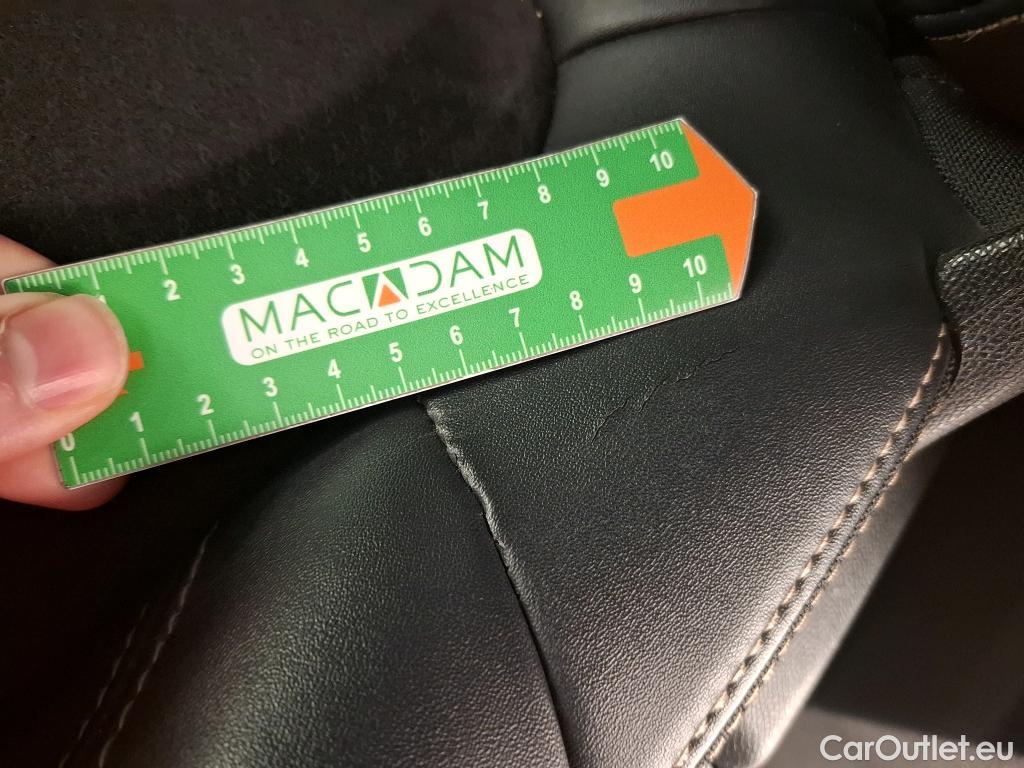 1 2 3 4 5 6 7 8 9 10
MACADAM
ON THE ROAD TO EXCELLENCE
0 1 2 3 4 5 6 7 8 9 10
CarOutlet.eu